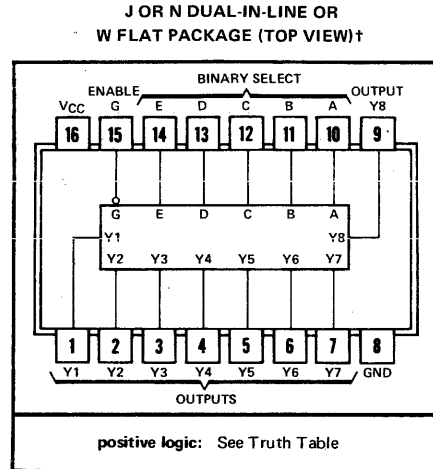 J OR N DUAL-IN-LINE OR
W FLAT PACKAGE (TOP VIEW)†
BINARY SELECT
ENABLE OUTPUT
VCC G E D C B A Y8
16 15 14 13 12 11 10 9
G E D C B A
Y1 Y8
Y2 Y3 Y4 Y5 Y6 Y7
1 2 3 4 5 6 7 8
Y1 Y2 Y3 Y4 Y5 Y6 Y7 GND
OUTPUTS
positive logic: See Truth Table